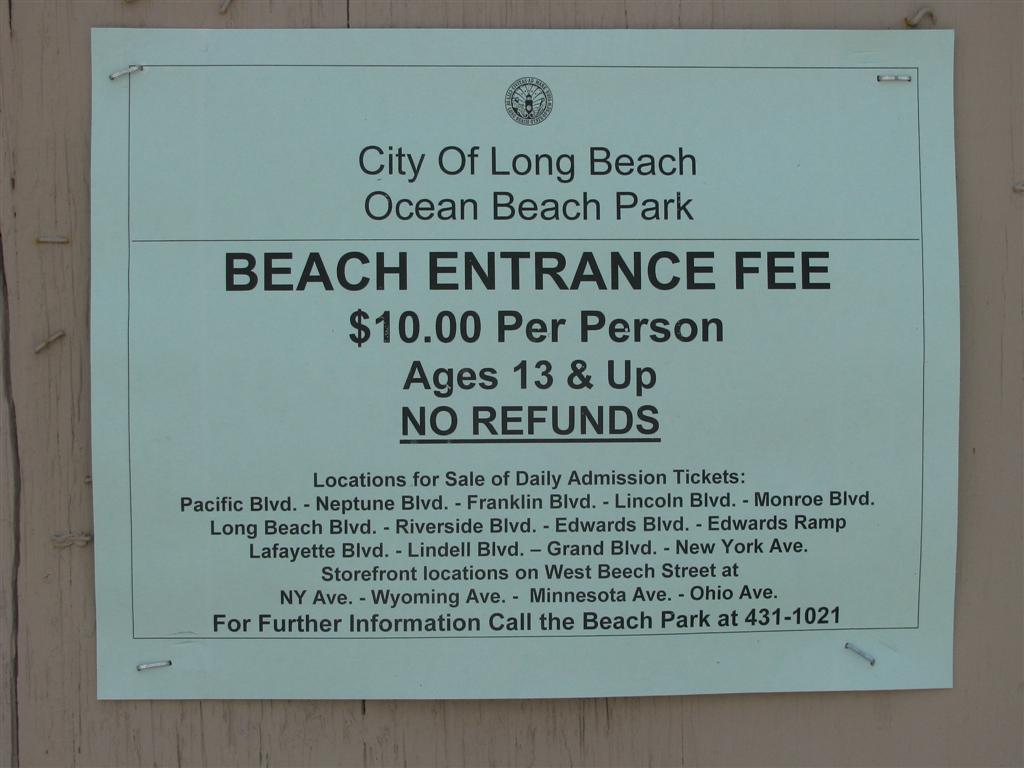 City Of Long Beach
Ocean Beach Park
BEACH ENTRANCE FEE
$10.00 Per Person
Ages 13 & Up
NO REFUNDS
Locations for Sale of Daily Admission Tickets:
Pacific Blvd. - Neptune Blvd. - Franklin Blvd. - Lincoln Blvd. - Monroe Blvd.
Long Beach Blvd. - Riverside Blvd. - Edwards Blvd. - Edwards Ramp
Lafayette Blvd. - Lindell Blvd. – Grand Blvd. - New York Ave.
Storefront locations on West Beech Street at
NY Ave. - Wyoming Ave. - Minnesota Ave. - Ohio Ave.
For Further Information Call the Beach Park at 431-1021